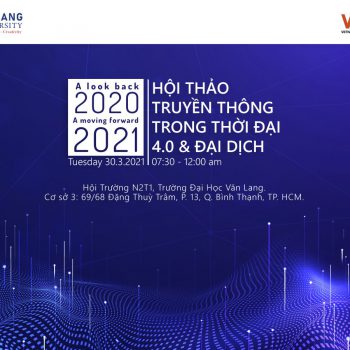 ANG
ERSITY
A look back
2020
A moving forward
2021
Tuesday 30.3.2021
HỘI THẢO
TRUYỀN THÔNG
TRONG THỜI ĐẠI
4.0 & ĐẠI DỊCH
07:30 - 12:00 am
Hội Trường N2T1, Trường Đại Học Văn Lang.
Cơ sở 3: 69/68 Đặng Thuỳ Trâm, P. 13, Q. Bình Thạnh, TP. HCM.